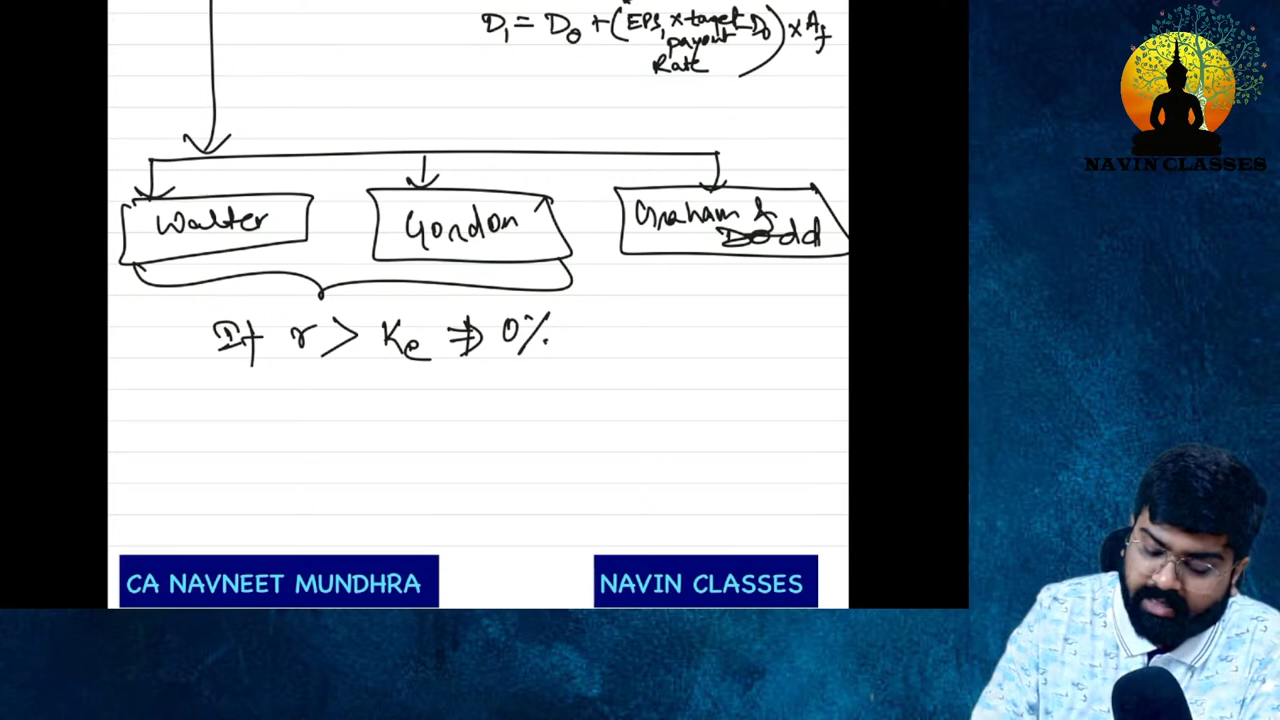 D₁ = D₀ + (EPS₁ x target D₀) x Af
payout
Rate
NAVIN CLASSES
Walter
Gordon
Graham &
Dodd
If r > Ke ⇒ 0%
CA NAVNEET MUNDHRA
NAVIN CLASSES